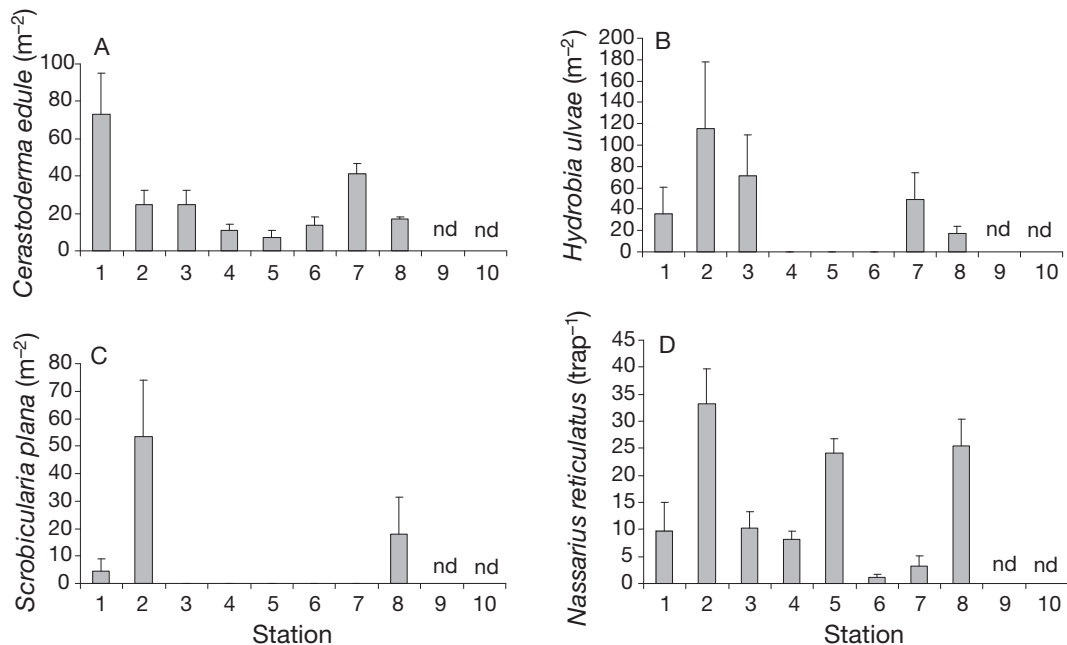 A
Cerastoderma edule (m–2)
100
80
60
40
20
0
nd nd
1 2 3 4 5 6 7 8 9 10
B
Hydrobia ulvae (m–2)
200
180
160
140
120
100
80
60
40
20
0
nd nd
1 2 3 4 5 6 7 8 9 10
C
Scrobicularia plana (m–2)
80
70
60
50
40
30
20
10
0
nd nd
1 2 3 4 5 6 7 8 9 10
Station
D
Nassarius reticulatus (trap–1)
45
40
35
30
25
20
15
10
5
0
nd nd
1 2 3 4 5 6 7 8 9 10
Station